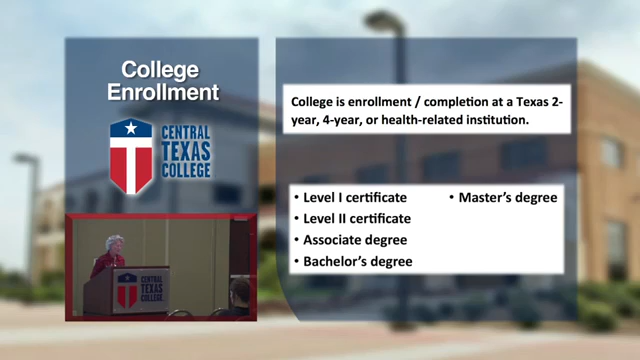 College
Enrollment
CENTRAL
TEXAS
COLLEGE
College is enrollment / completion at a Texas 2-
year, 4-year, or health-related institution.
• Level I certificate
• Level II certificate
• Associate degree
• Bachelor's degree
• Master's degree
CENTRAL
TEXAS
COLLEGE